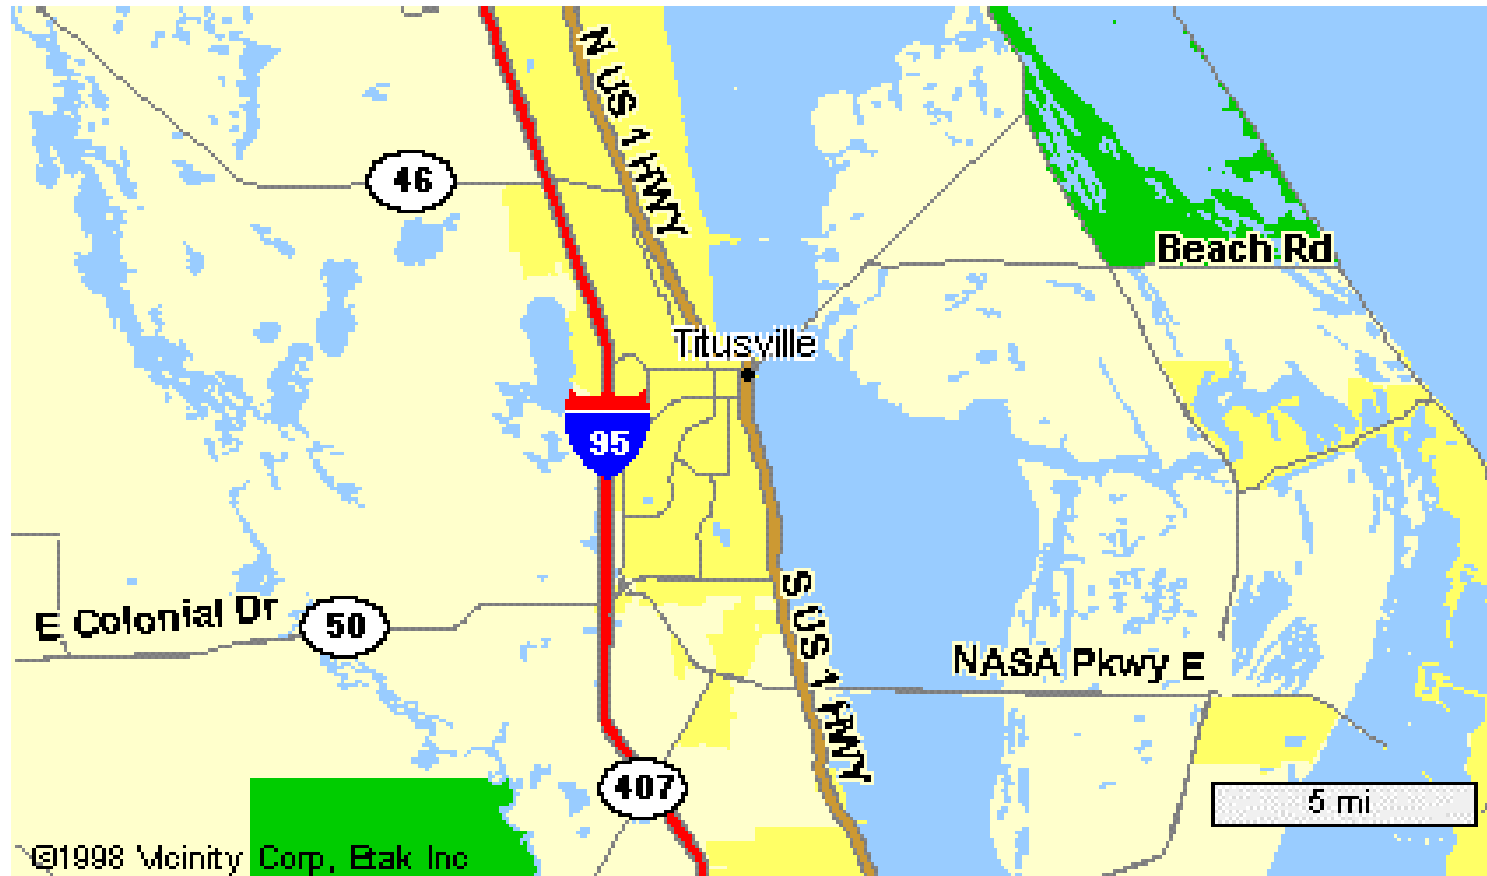 N US 1 HWY
46
Beach Rd
Titusville
95
E Colonial Dr
50
S US 1 HWY
NASA Pkwy E
407
5 mi
©1998 Vicinity Corp, Etak Inc